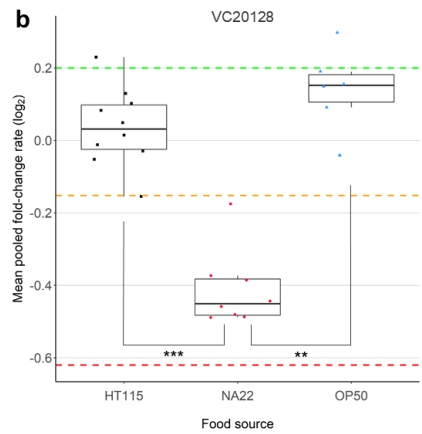 b
VC20128
Mean pooled fold-change rate (log₂)
0.2
0.0
-0.2
-0.4
-0.6
***
**
HT115
NA22
OP50
Food source